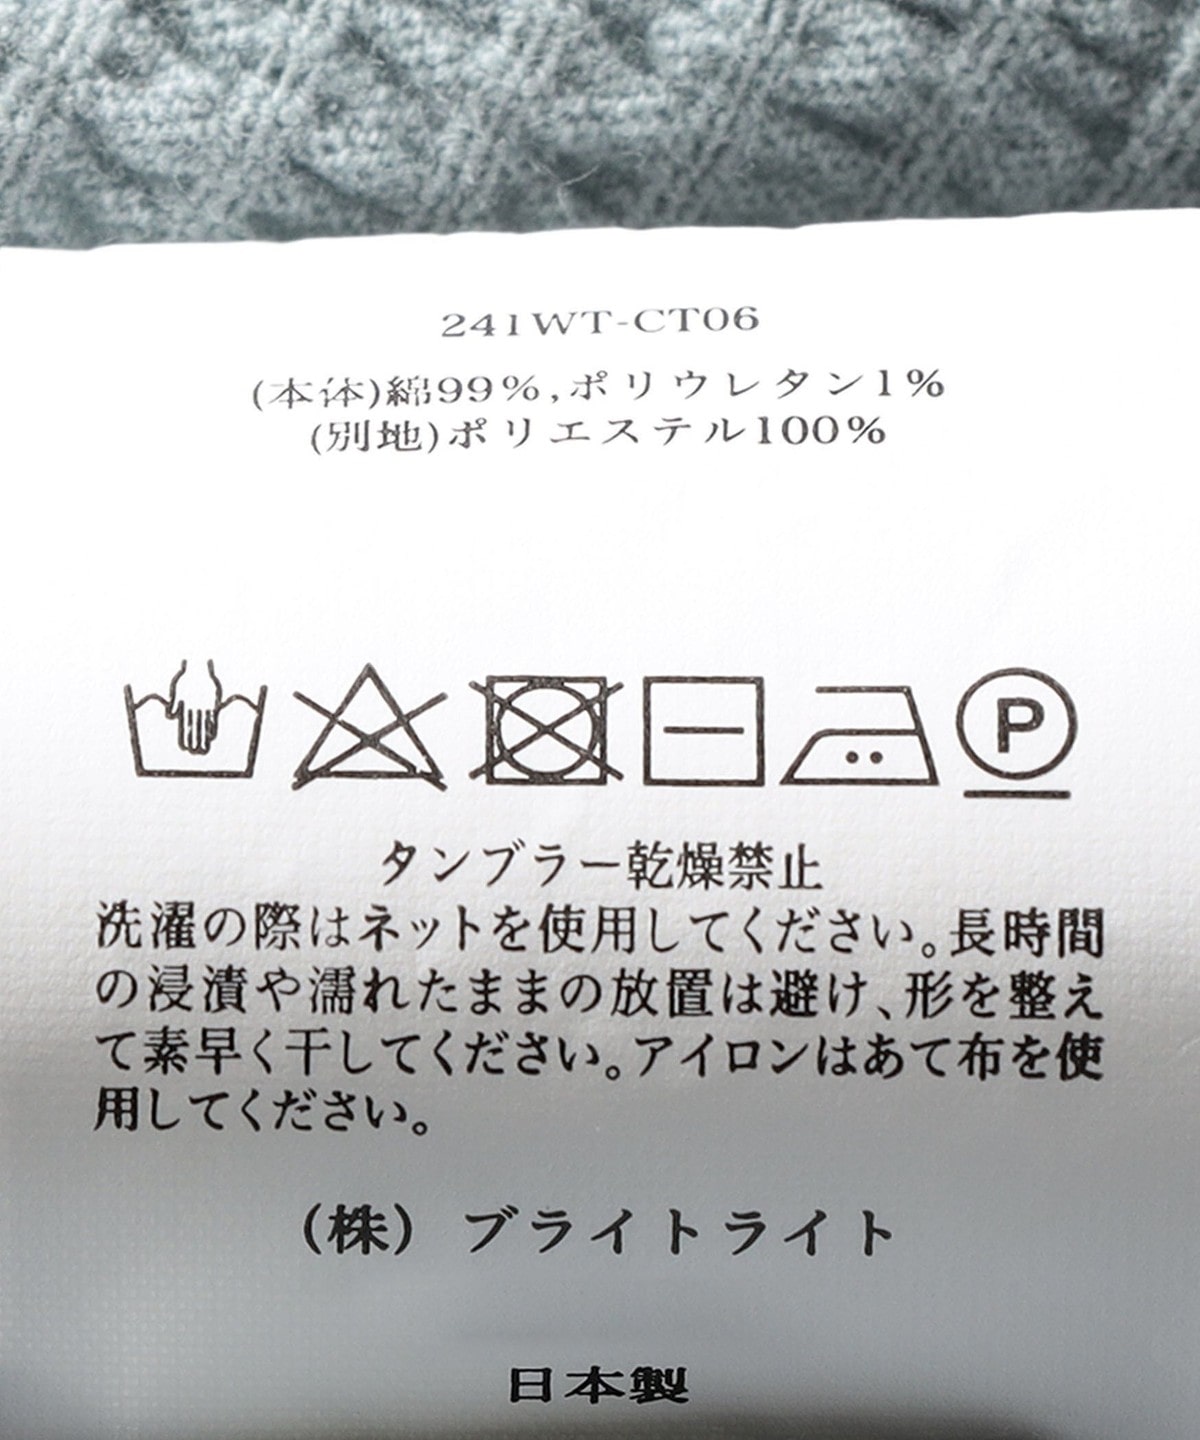 241WT-CT06
(本体)綿99%,ポリウレタン1%
(別地)ポリエステル100%
P
タンブラー乾燥禁止
洗濯の際はネットを使用してください。長時間
の浸漬や濡れたままの放置は避け、形を整え
て素早く干してください。アイロンはあて布を使
用してください。
(株) ブライトライト
日本製